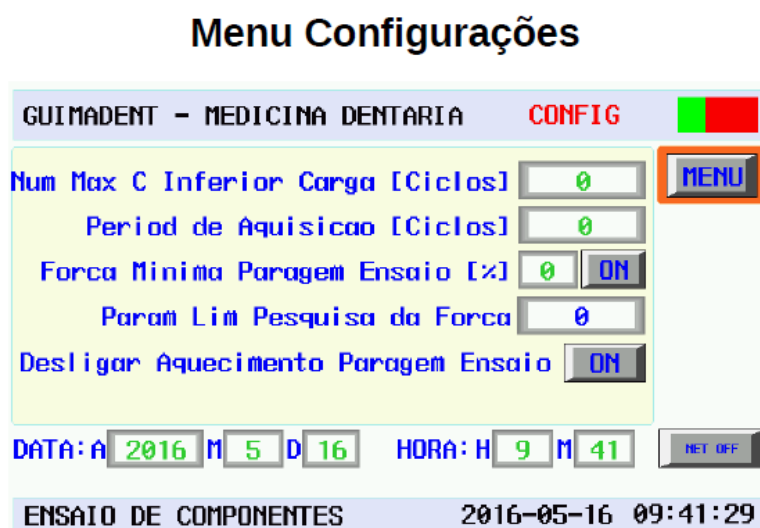 Menu Configurações
GUIMADENT - MEDICINA DENTARIA CONFIG
Num Max C Inferior Carga [Ciclos] 0 MENU
Period de Aquisicao [Ciclos] 0
Forca Minima Paragem Ensaio [%] 0 ON
Param Lim Pesquisa da Forca 0
Desligar Aquecimento Paragem Ensaio ON
DATA: A 2016 M 5 D 16 HORA: H 9 M 41 NET OFF
ENSAIO DE COMPONENTES 2016-05-16 09:41:29